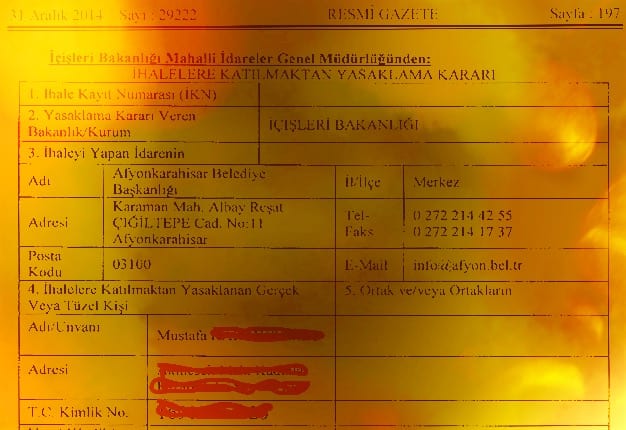 31 Aralık 2014 Sayı : 29222 RESMİ GAZETE Sayfa : 197
İçişleri Bakanlığı Mahalli İdareler Genel Müdürlüğünden:
İHALELERE KATILMAKTAN YASAKLAMA KARARI
1. İhale Kayıt Numarası (İKN)
2. Yasaklama Kararı Veren
Bakanlık/Kurum
İÇİŞLERİ BAKANLIĞI
3. İhaleyi Yapan İdarenin
Adı
Afyonkarahisar Belediye
Başkanlığı
İl/İlçe
Merkez
Adresi
Karaman Mah. Albay Reşat
ÇIĞILTEPE Cad. No:11
Afyonkarahisar
Tel-
Faks
0 272 214 42 55
0 272 214 17 37
Posta
Kodu
03100
E-Mail
info@afyon.bel.tr
4. İhalelere Katılmaktan Yasaklanan Gerçek
Veya Tüzel Kişi
5. Ortak ve/veya Ortakların
Adı/Unvanı
Mustafa
Adresi
T.C. Kimlik No.